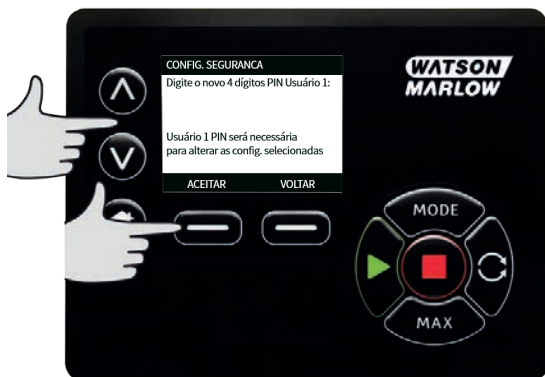 CONFIG. SEGURANCA
Digite o novo 4 dígitos PIN Usuário 1:
Usuário 1 PIN será necessária
para alterar as config. selecionadas
ACEITAR VOLTAR
WATSON
MARLOW
MODE
MAX